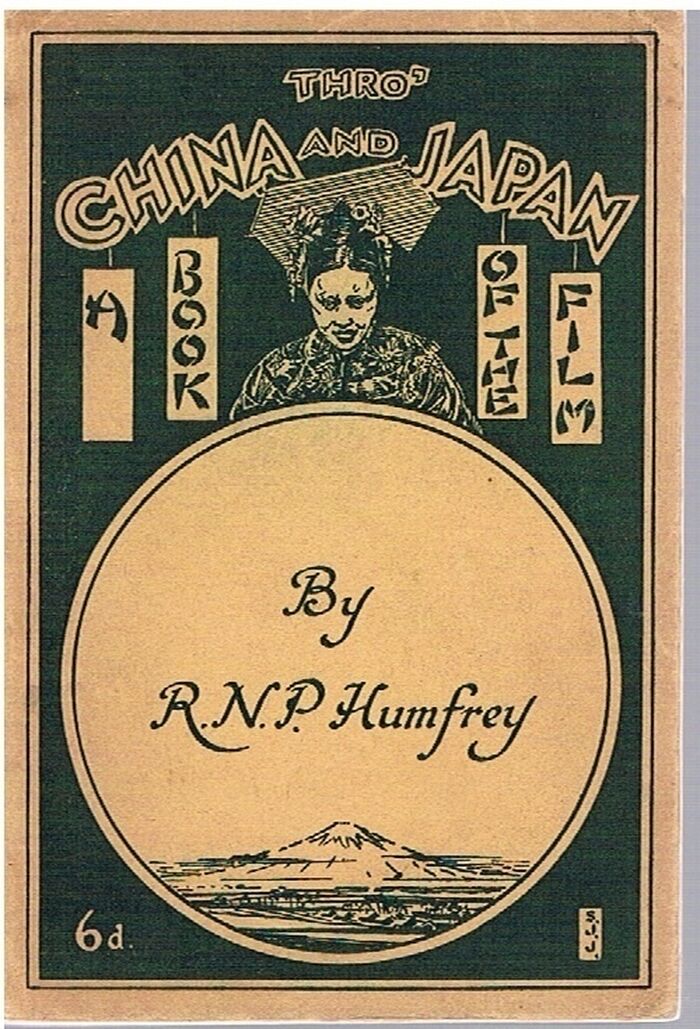 THRO'
CHINA AND JAPAN
A
BOOK
OF THE
FILM
By
R.N.P. Humfrey
6d.
S.J.J.